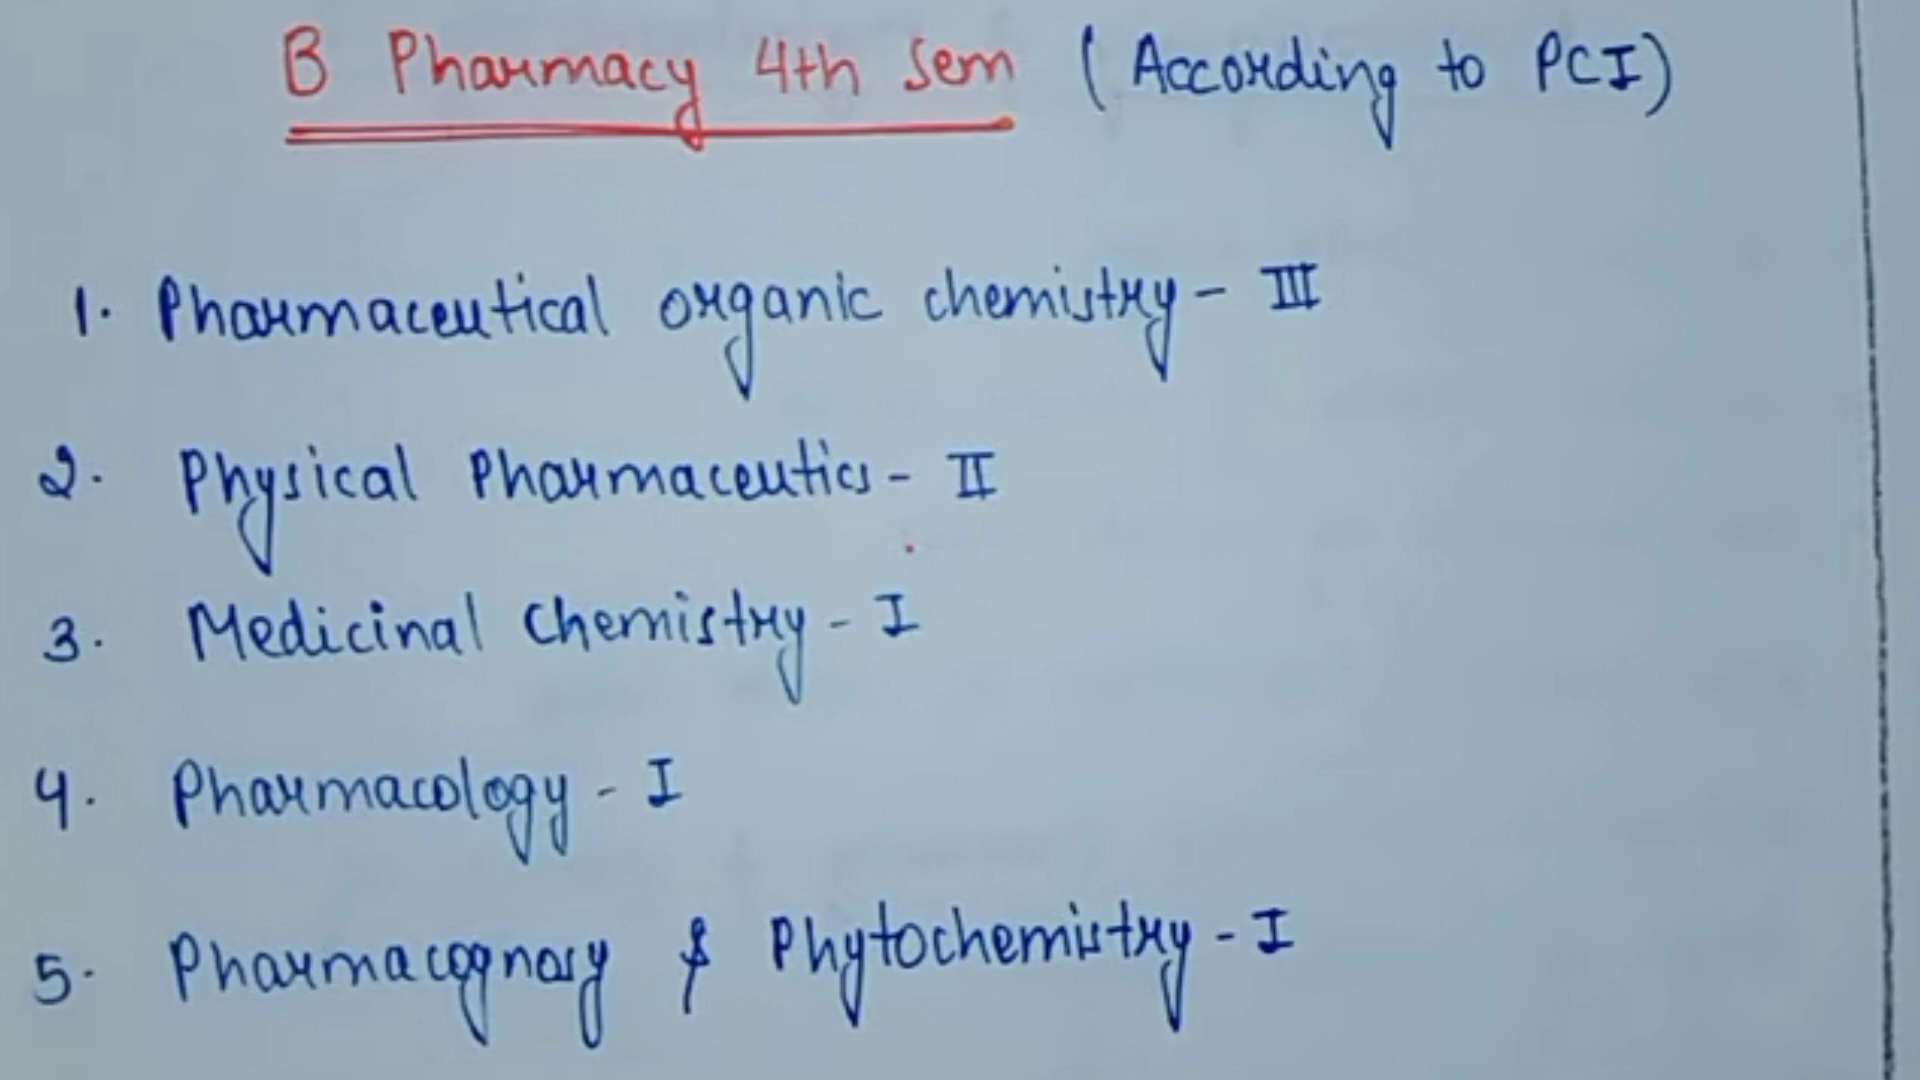 B Pharmacy 4th Sem (According to PCI)
1. Pharmaceutical organic chemistry - III
2. Physical Pharmaceutics - II
3. Medicinal Chemistry - I
4. Pharmacology - I
5. Pharmacognosy & Phytochemistry - I